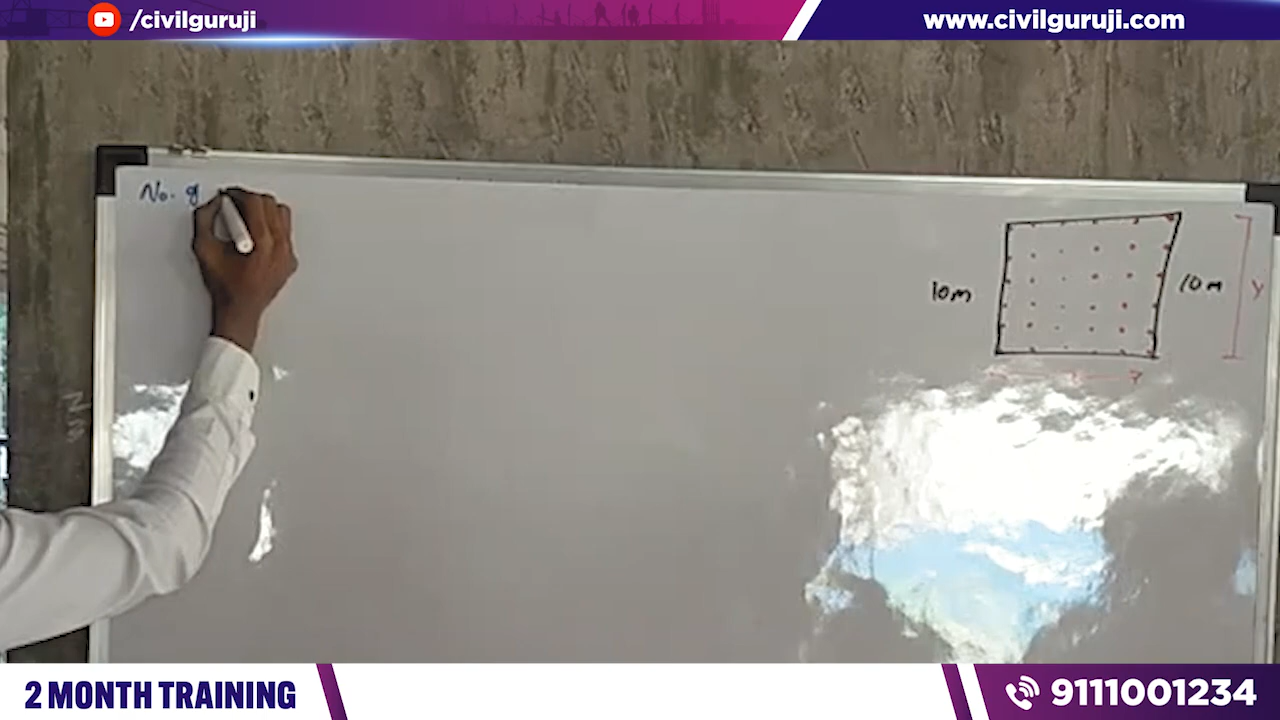 /civilguruji
www.civilguruji.com
No. of
10m
10m
Y
2 MONTH TRAINING
9111001234